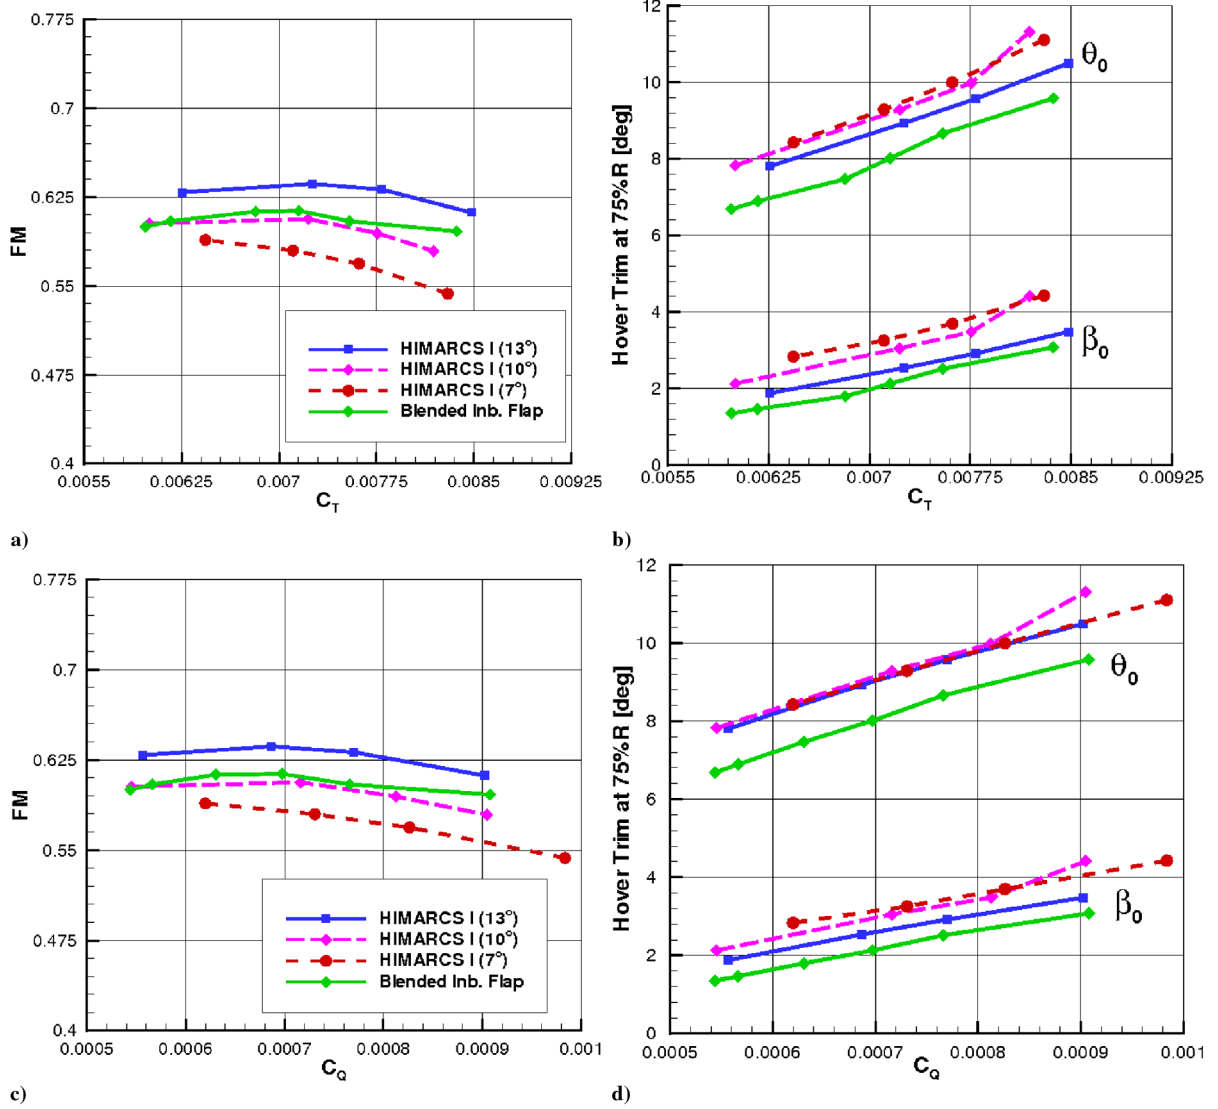 0.775
0.7
0.625
0.55
0.475
0.4
FM
0.0055 0.00625 0.007 0.00775 0.0085 0.00925
C_T
HIMARCS I (13°)
HIMARCS I (10°)
HIMARCS I (7°)
Blended Inb. Flap
a)
12
10
8
6
4
2
0
Hover Trim at 75%R [deg]
θ₀
β₀
0.0055 0.00625 0.007 0.00775 0.0085 0.00925
C_T
b)
0.775
0.7
0.625
0.55
0.475
0.4
FM
HIMARCS I (13°)
HIMARCS I (10°)
HIMARCS I (7°)
Blended Inb. Flap
0.0005 0.0006 0.0007 0.0008 0.0009 0.001
C_Q
c)
12
10
8
6
4
2
0
Hover Trim at 75%R [deg]
θ₀
β₀
0.0005 0.0006 0.0007 0.0008 0.0009 0.001
C_Q
d)